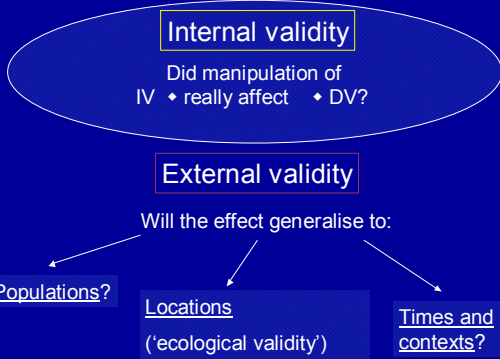 Internal validity
Did manipulation of
IV ◆ really affect ◆ DV?
External validity
Will the effect generalise to:
Populations?
Locations
('ecological validity')
Times and
contexts?